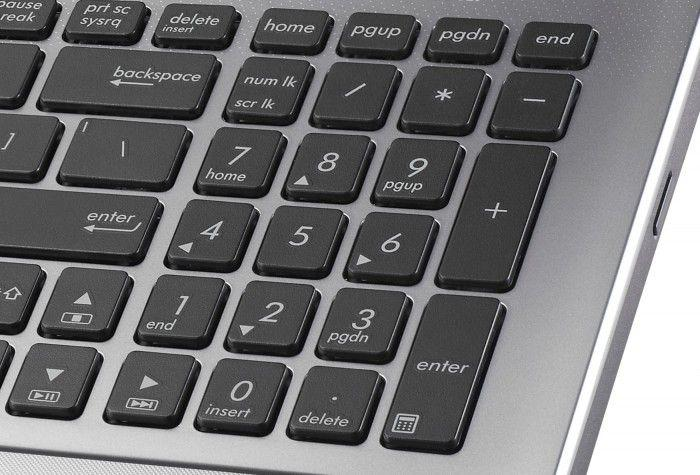 pause
break
prt sc
sysrq
delete
insert
home
pgup
pgdn
end
backspace
num lk
scr lk
/
*
-
]
|
\
7
home
8
9
pgup
+
enter
4
5
6
1
end
2
3
pgdn
enter
0
insert
.
delete